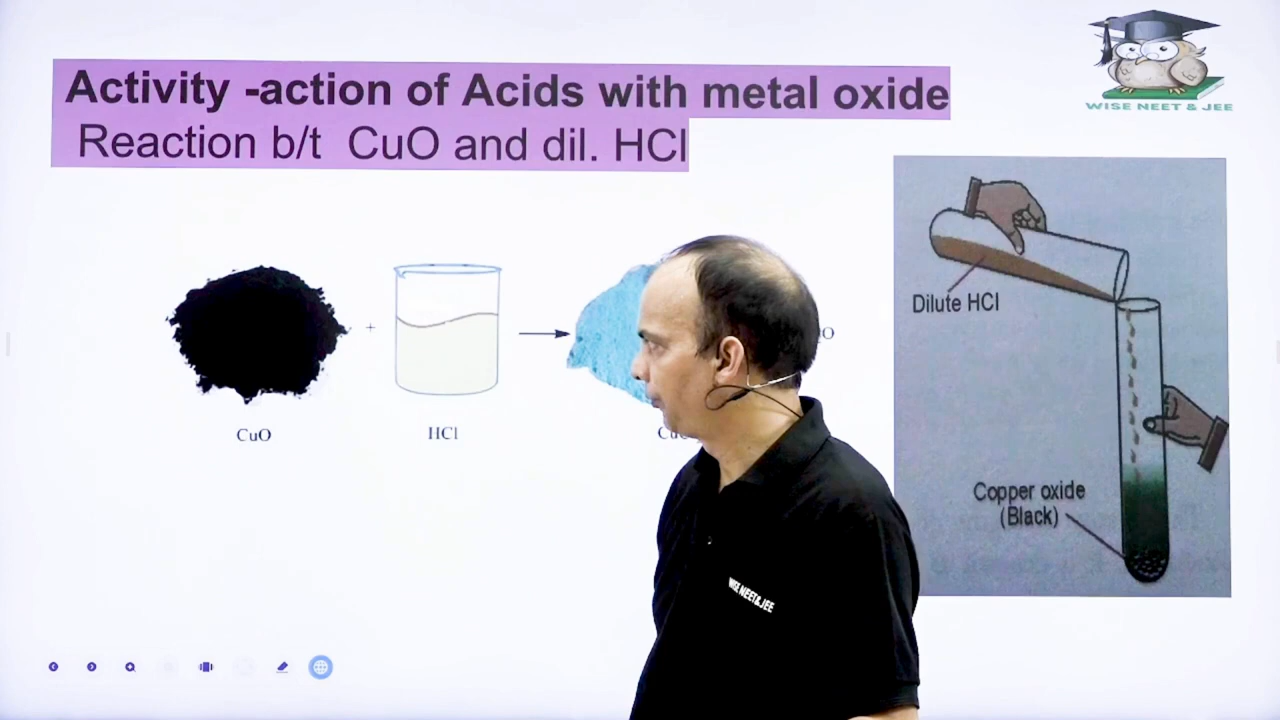 WISE NEET & JEE
Activity -action of Acids with metal oxide
Reaction b/t CuO and dil. HCl
Dilute HCl
+
CuO
HCl
Copper oxide
(Black)
WISE NEET&JEE